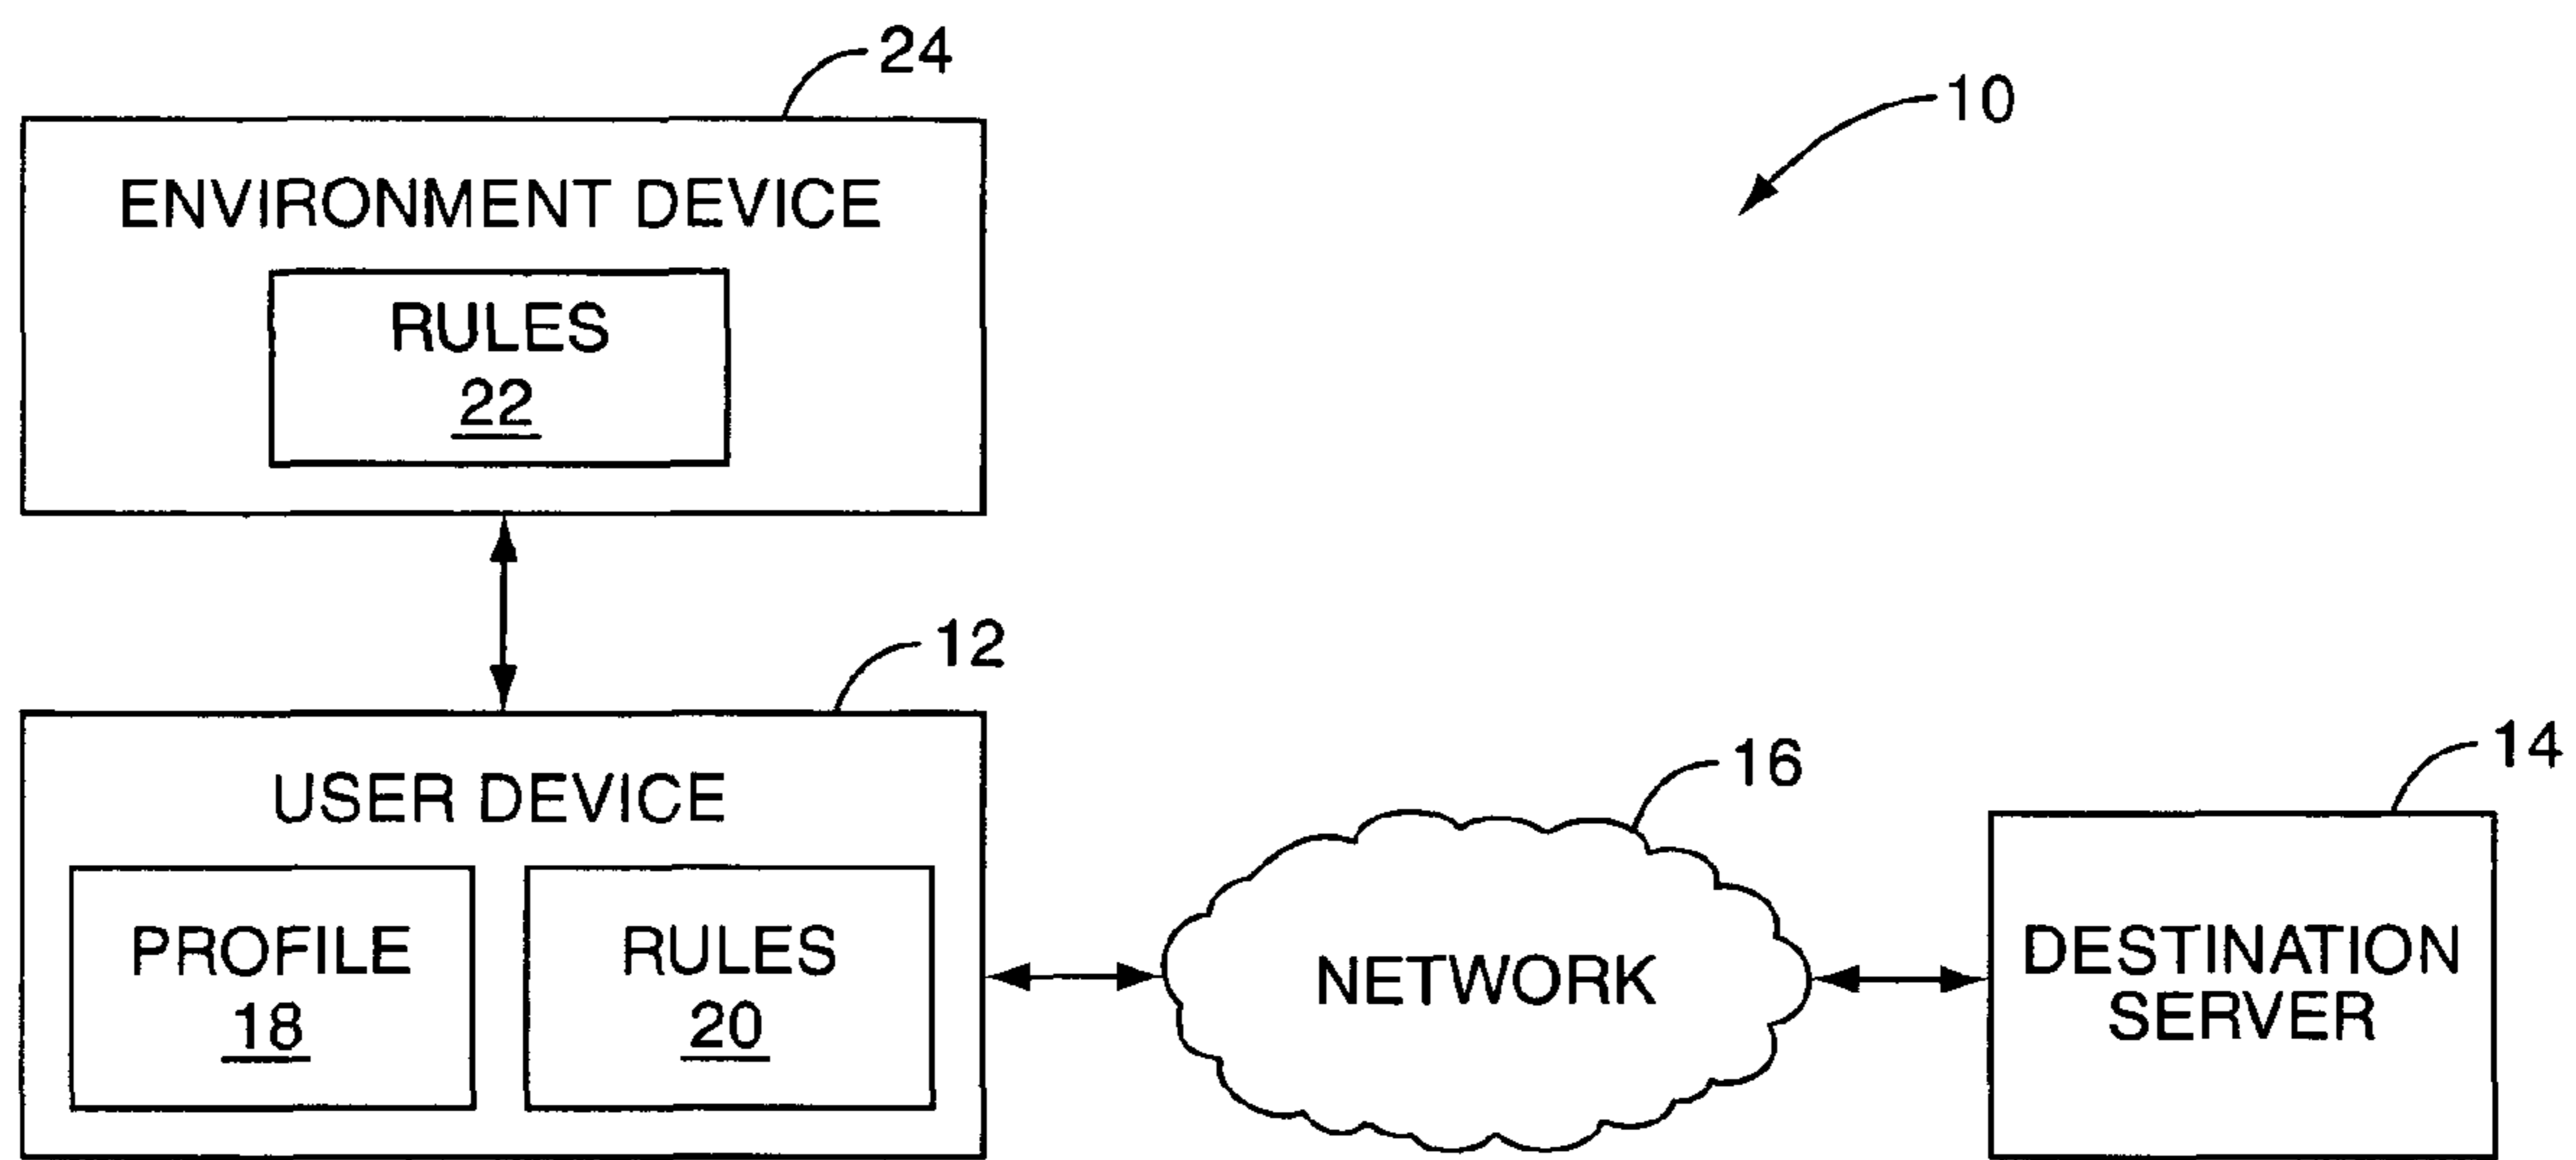 24
10
ENVIRONMENT DEVICE
RULES
22
12
USER DEVICE
16
14
PROFILE
18
RULES
20
NETWORK
DESTINATION
SERVER